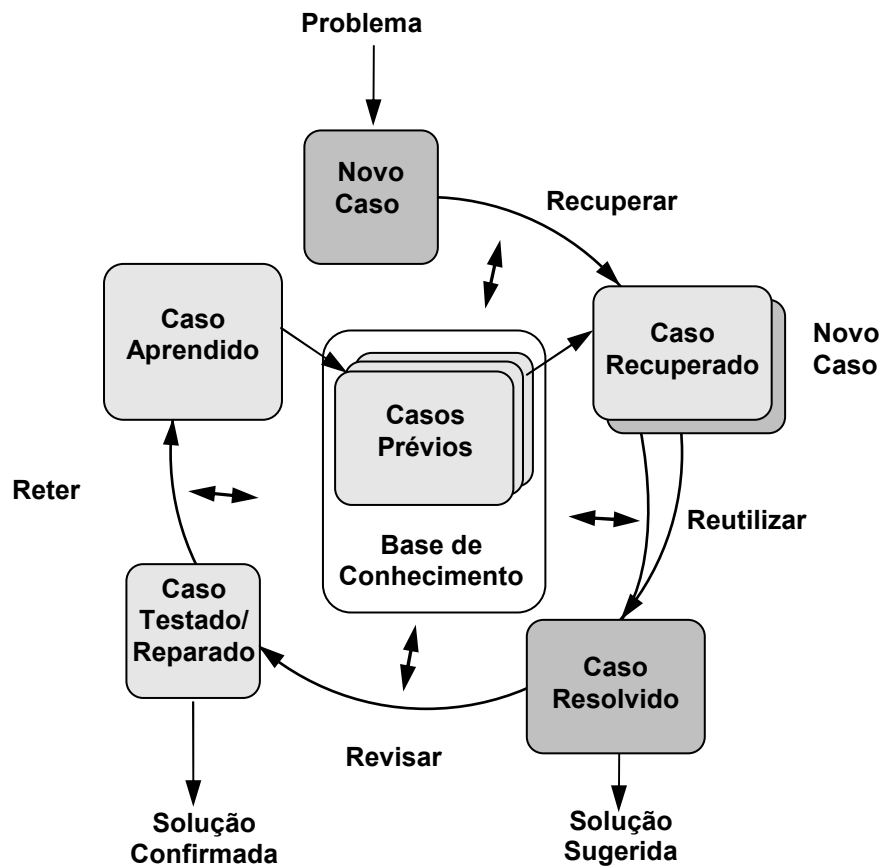 Problema
Novo
Caso
Recuperar
Caso
Aprendido
Caso
Recuperado
Novo
Caso
Casos
Prévios
Reter
Reutilizar
Base de
Conhecimento
Caso
Testado/
Reparado
Caso
Resolvido
Revisar
Solução
Confirmada
Solução
Sugerida